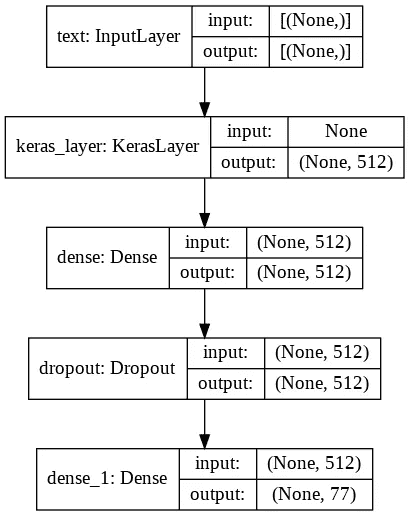 text: InputLayer
input: [(None,)]
output: [(None,)]
keras_layer: KerasLayer
input: None
output: (None, 512)
dense: Dense
input: (None, 512)
output: (None, 512)
dropout: Dropout
input: (None, 512)
output: (None, 512)
dense_1: Dense
input: (None, 512)
output: (None, 77)